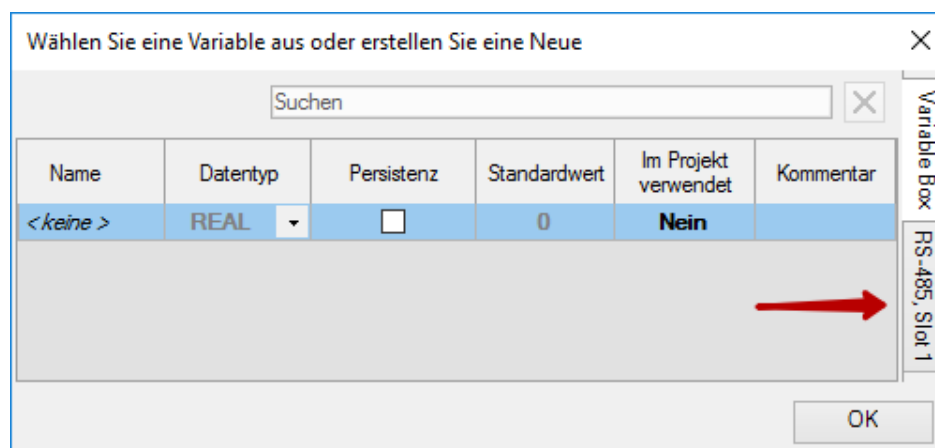 Wählen Sie eine Variable aus oder erstellen Sie eine Neue
Suchen
Variable Box
Name
Datentyp
Persistenz
Standardwert
Im Projekt
verwendet
Kommentar
<keine >
REAL
0
Nein
RS-485, Slot 1
OK